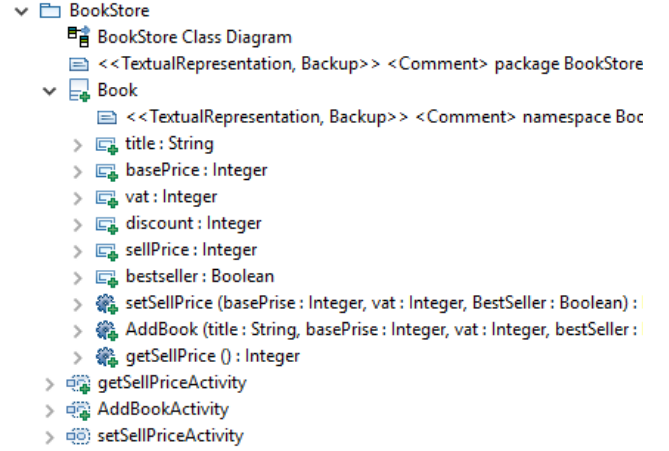 BookStore
BookStore Class Diagram
<<TextualRepresentation, Backup>> <Comment> package BookStore
Book
<<TextualRepresentation, Backup>> <Comment> namespace Boo
title : String
basePrice : Integer
vat : Integer
discount : Integer
sellPrice : Integer
bestseller : Boolean
setSellPrice (basePrise : Integer, vat : Integer, BestSeller : Boolean) :
AddBook (title : String, basePrise : Integer, vat : Integer, bestSeller :
getSellPrice () : Integer
getSellPriceActivity
AddBookActivity
setSellPriceActivity